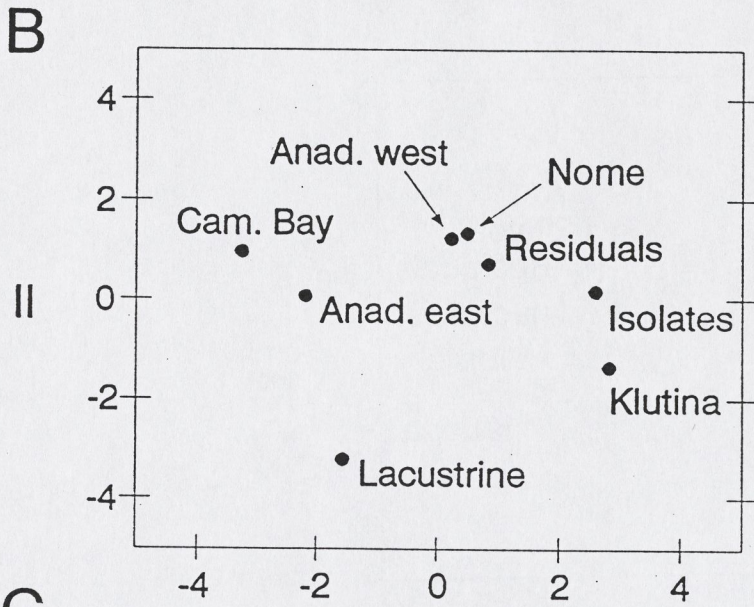 B
4
Anad. west
Nome
2
Cam. Bay
Residuals
II
0
Anad. east
Isolates
-2
Klutina
Lacustrine
-4
-4 -2 0 2 4